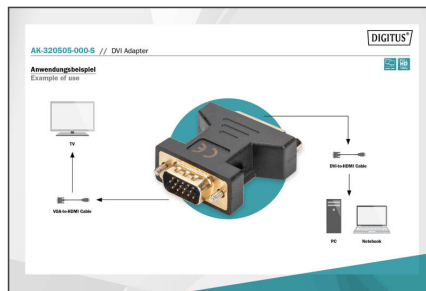 DIGITUS®
AK-320505-000-S // DVI Adapter
Anwendungsbeispiel
Example of use
TV
VGA-to-HDMI Cable
DVI-to-HDMI Cable
PC
Notebook
CE